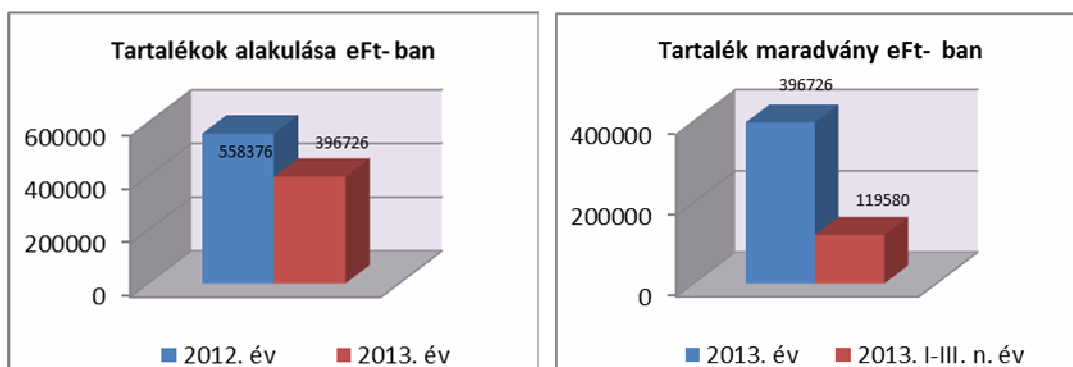 Tartalékok alakulása eFt- ban
600000
400000
200000
0
558376
396726
2012. év
2013. év
Tartalék maradvány eFt- ban
400000
200000
0
396726
119580
2013. év
2013. I-III. n. év